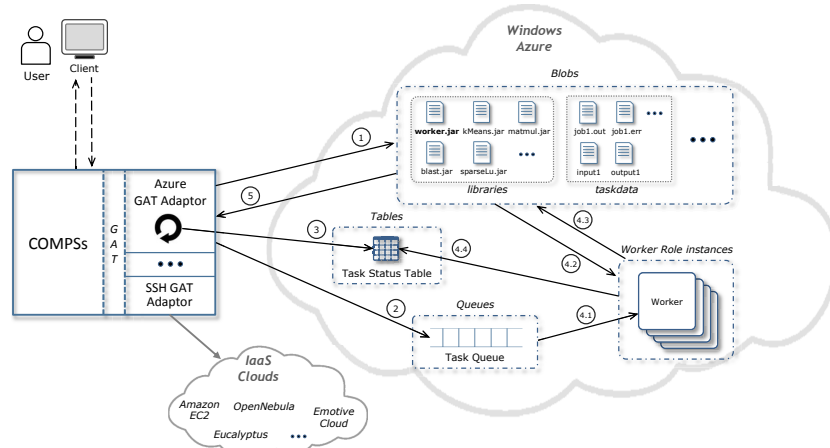 Windows
Azure
User
Client
Blobs
worker.jar kMeans.jar matmul.jar
blast.jar sparseLu.jar ...
libraries
job1.out job1.err ...
input1 output1
taskdata
...
1
5
COMPSs
G
A
T
Azure
GAT Adaptor
...
SSH GAT
Adaptor
3
Tables
Task Status Table
4.4
4.3
4.2
Worker Role instances
Worker
2
Queues
Task Queue
4.1
IaaS
Clouds
Amazon
EC2
OpenNebula
Emotive
Cloud
Eucalyptus ...